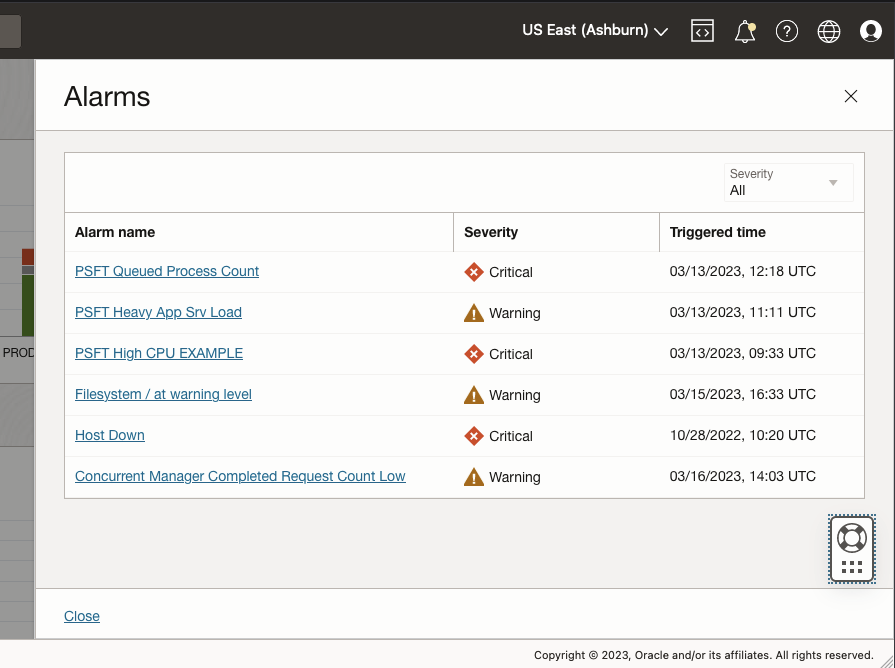 US East (Ashburn)
Alarms
Severity
All
Alarm name Severity Triggered time
PSFT Queued Process Count Critical 03/13/2023, 12:18 UTC
PSFT Heavy App Srv Load Warning 03/13/2023, 11:11 UTC
PSFT High CPU EXAMPLE Critical 03/13/2023, 09:33 UTC
PROD
Filesystem / at warning level Warning 03/15/2023, 16:33 UTC
Host Down Critical 10/28/2022, 10:20 UTC
Concurrent Manager Completed Request Count Low Warning 03/16/2023, 14:03 UTC
Close
Copyright © 2023, Oracle and/or its affiliates. All rights reserved.